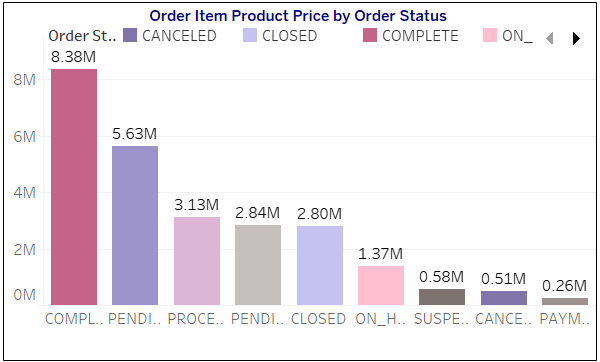 Order Item Product Price by Order Status
Order St.. CANCELED CLOSED COMPLETE ON_
8.38M
8M
5.63M
6M
4M
3.13M
2.84M
2.80M
2M
1.37M
0.58M
0.51M
0.26M
0M
COMPL.. PENDI.. PROCE.. PENDI.. CLOSED ON_H.. SUSPE.. CANCE.. PAYM..